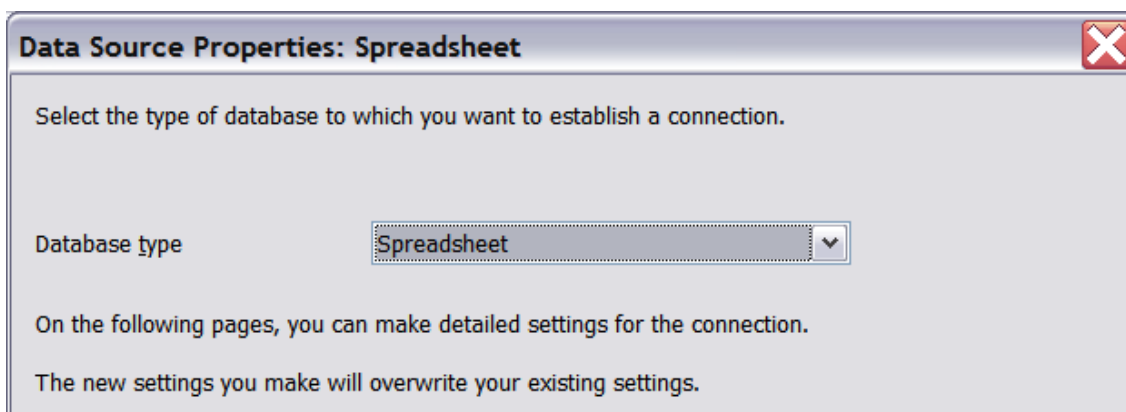 Data Source Properties: Spreadsheet
Select the type of database to which you want to establish a connection.
Database type Spreadsheet
On the following pages, you can make detailed settings for the connection.
The new settings you make will overwrite your existing settings.